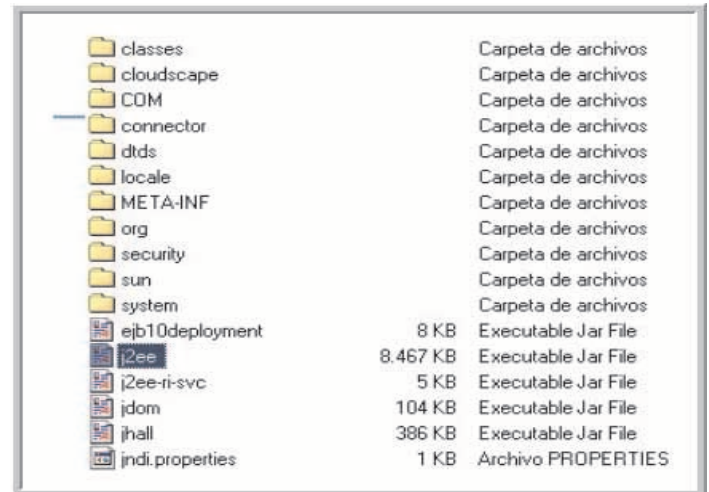 classes Carpeta de archivos
cloudscape Carpeta de archivos
COM Carpeta de archivos
connector Carpeta de archivos
dtds Carpeta de archivos
locale Carpeta de archivos
META-INF Carpeta de archivos
org Carpeta de archivos
security Carpeta de archivos
sun Carpeta de archivos
system Carpeta de archivos
ejb10deployment 8 KB Executable Jar File
j2ee 8.467 KB Executable Jar File
j2ee-ri-svc 5 KB Executable Jar File
jdom 104 KB Executable Jar File
jhall 386 KB Executable Jar File
jndi.properties 1 KB Archivo PROPERTIES